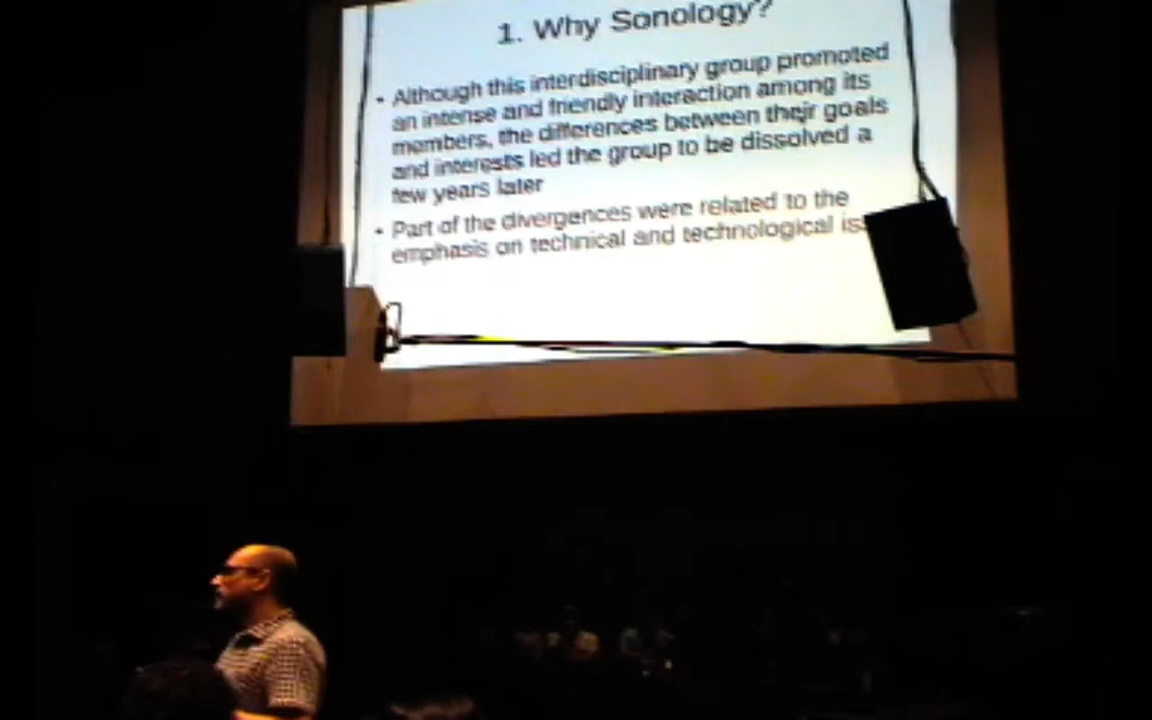 1. Why Sonology?
• Although this interdisciplinary group promoted
an intense and friendly interaction among its
members, the differences between their goals
and interests led the group to be dissolved a
few years later
• Part of the divergences were related to the
emphasis on technical and technological